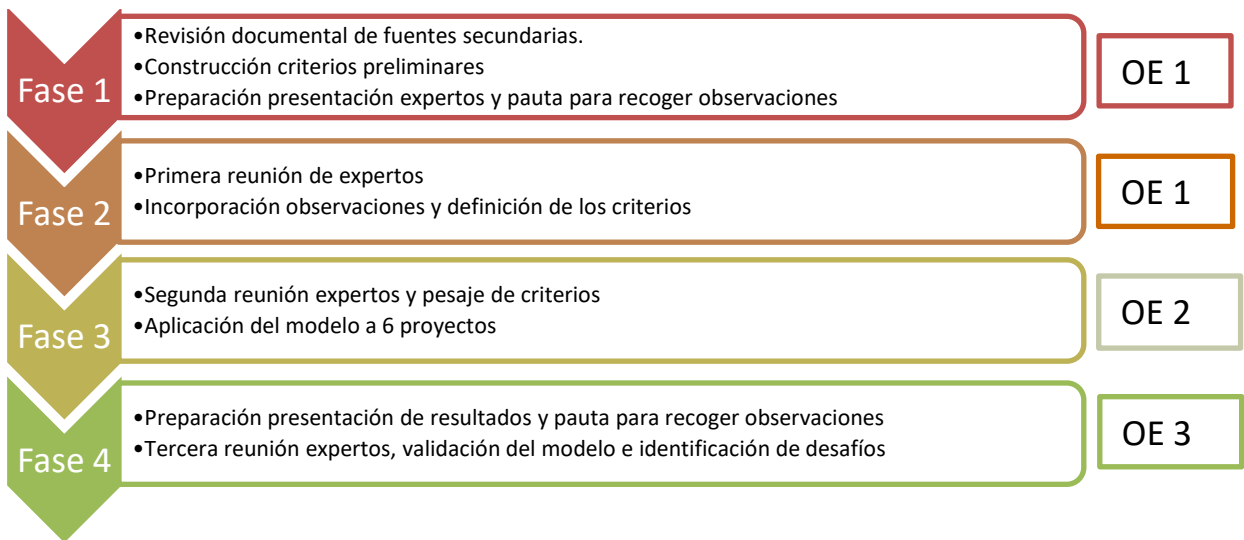 Fase 1
•Revisión documental de fuentes secundarias.
•Construcción criterios preliminares
•Preparación presentación expertos y pauta para recoger observaciones
OE 1
Fase 2
•Primera reunión de expertos
•Incorporación observaciones y definición de los criterios
OE 1
Fase 3
•Segunda reunión expertos y pesaje de criterios
•Aplicación del modelo a 6 proyectos
OE 2
Fase 4
•Preparación presentación de resultados y pauta para recoger observaciones
•Tercera reunión expertos, validación del modelo e identificación de desafíos
OE 3